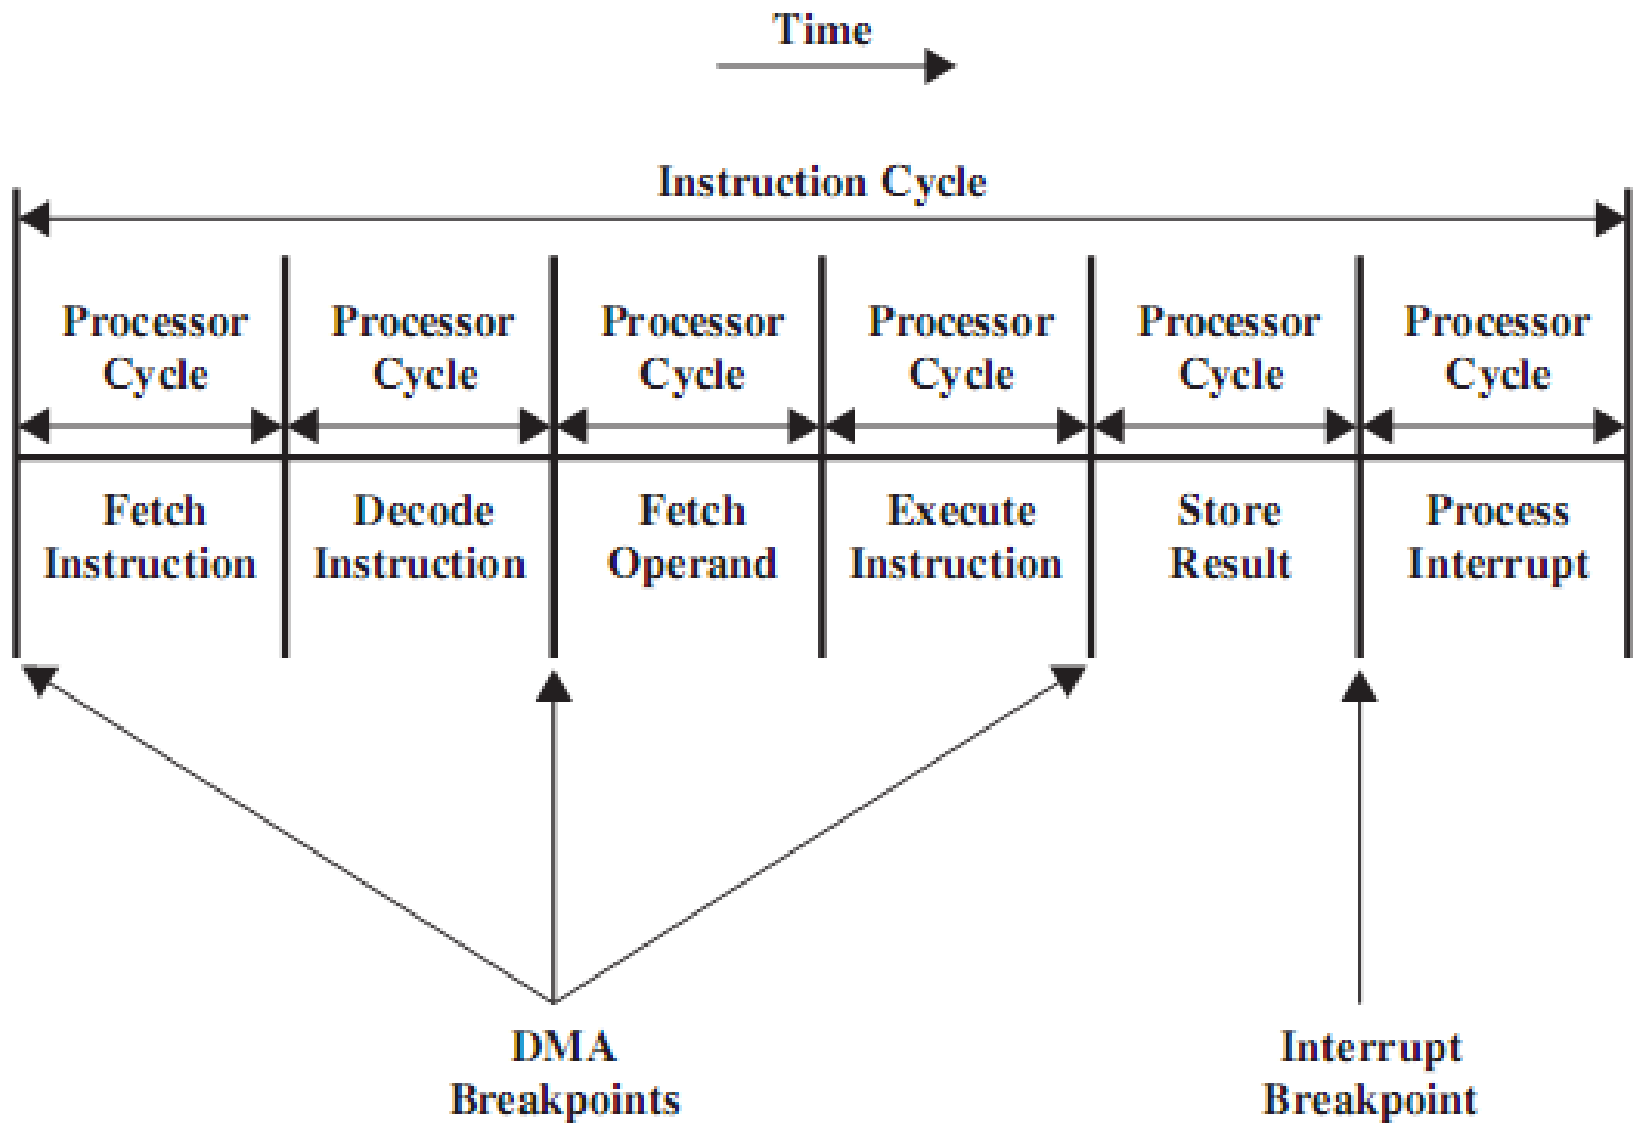 Time
Instruction Cycle
Processor Processor Processor Processor Processor Processor
Cycle Cycle Cycle Cycle Cycle Cycle
Fetch Decode Fetch Execute Store Process
Instruction Instruction Operand Instruction Result Interrupt
DMA Interrupt
Breakpoints Breakpoint